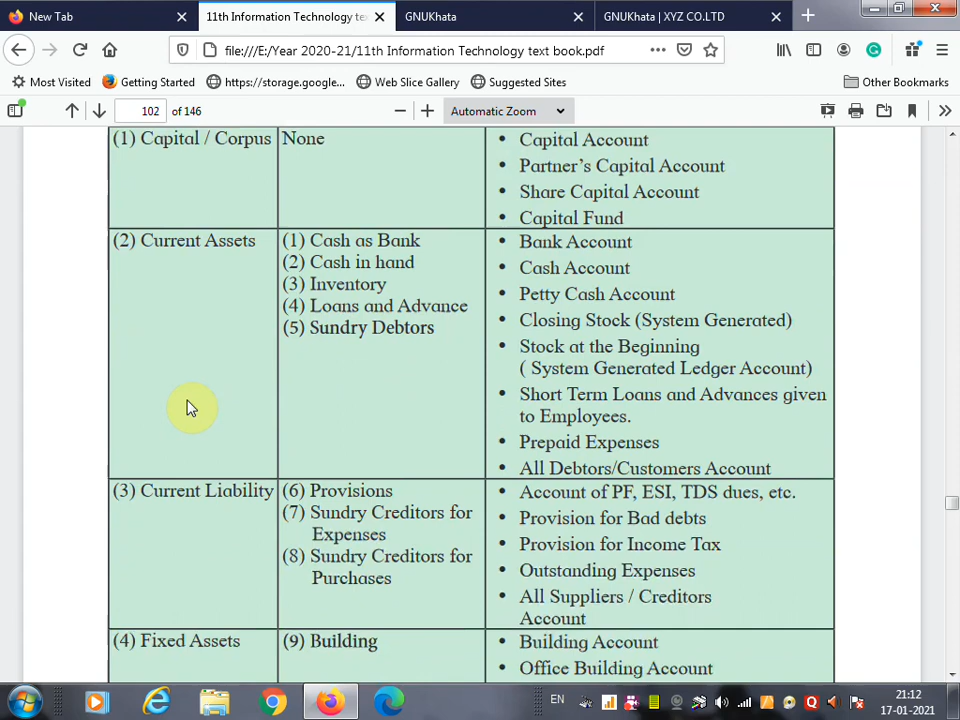 New Tab
11th Information Technology te
GNUKhata
GNUKhata | XYZ CO.LTD
file:///E:/Year 2020-21/11th Information Technology text book.pdf
Most Visited
Getting Started
https://storage.google...
Web Slice Gallery
Suggested Sites
Other Bookmarks
102 of 146
Automatic Zoom
(1) Capital / Corpus
None
• Capital Account
• Partner's Capital Account
• Share Capital Account
• Capital Fund
(2) Current Assets
(1) Cash as Bank
(2) Cash in hand
(3) Inventory
(4) Loans and Advance
(5) Sundry Debtors
• Bank Account
• Cash Account
• Petty Cash Account
• Closing Stock (System Generated)
• Stock at the Beginning
( System Generated Ledger Account)
• Short Term Loans and Advances given
to Employees.
• Prepaid Expenses
• All Debtors/Customers Account
(3) Current Liability
(6) Provisions
(7) Sundry Creditors for
Expenses
(8) Sundry Creditors for
Purchases
• Account of PF, ESI, TDS dues, etc.
• Provision for Bad debts
• Provision for Income Tax
• Outstanding Expenses
• All Suppliers / Creditors
Account
(4) Fixed Assets
(9) Building
• Building Account
• Office Building Account
EN
21:12
17-01-2021